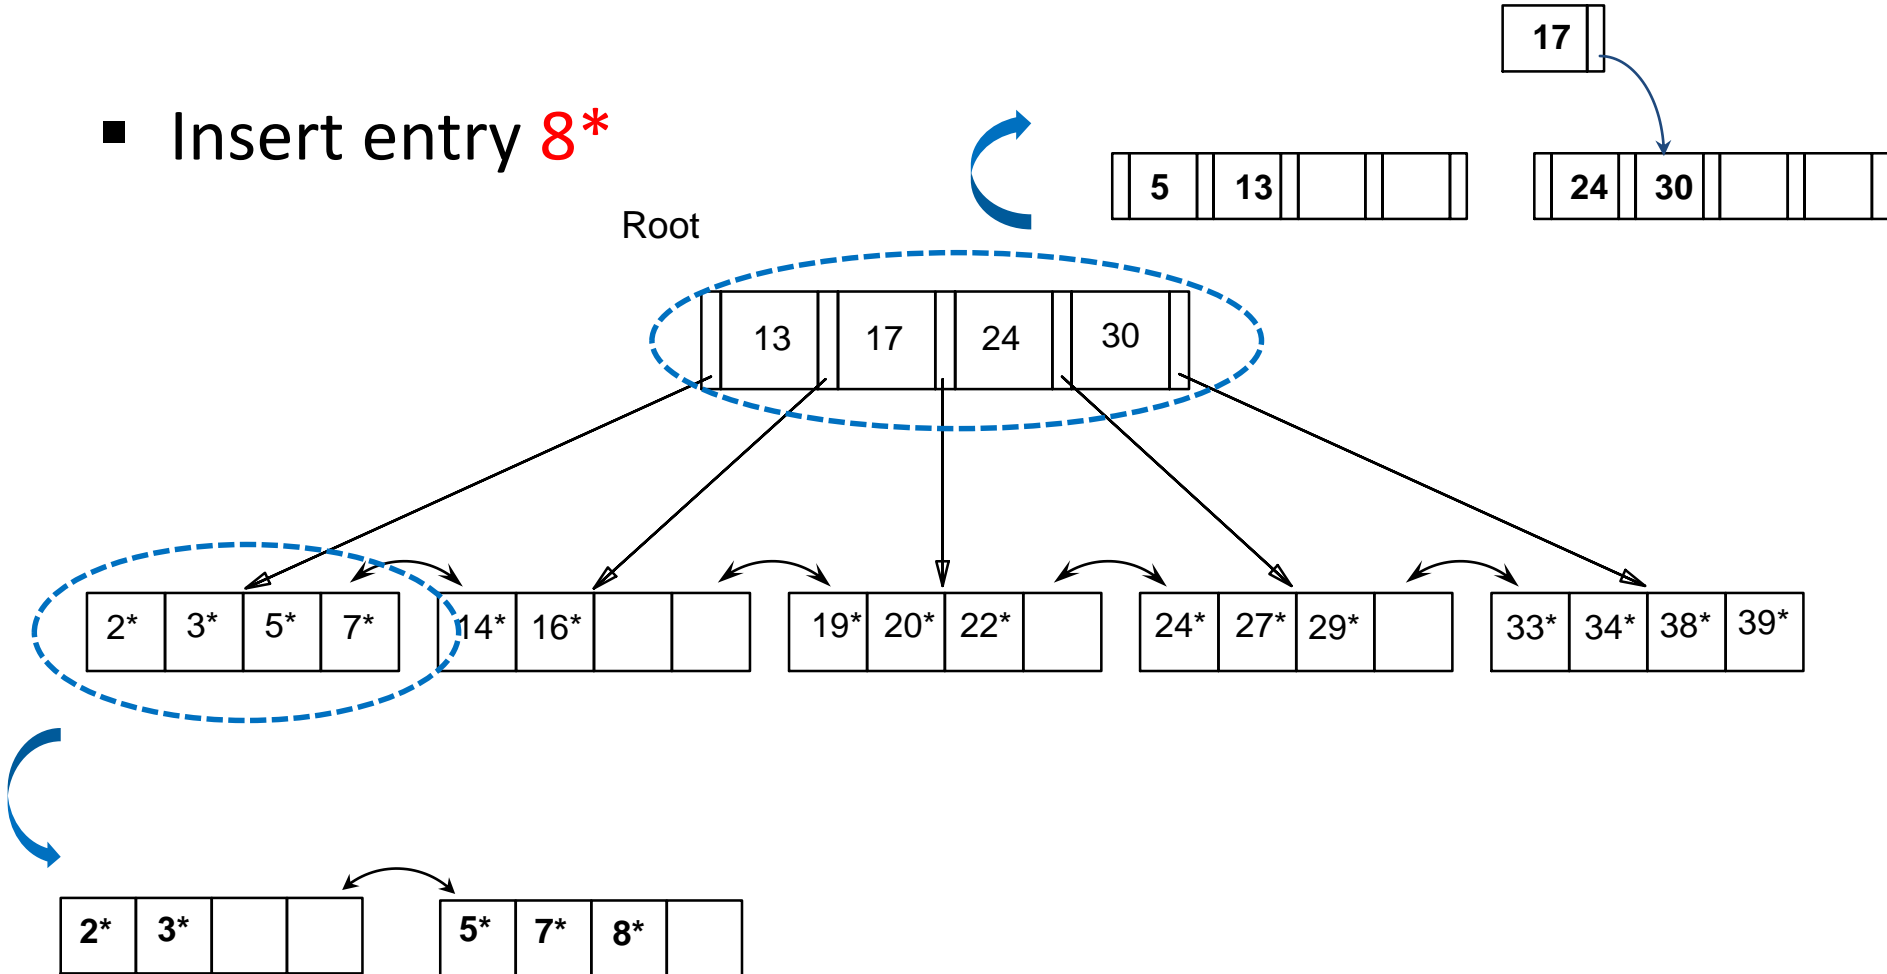 17
▪ Insert entry 8*
5 13 24 30
Root
13 17 24 30
2* 3* 5* 7* 14* 16* 19* 20* 22* 24* 27* 29* 33* 34* 38* 39*
2* 3* 5* 7* 8*